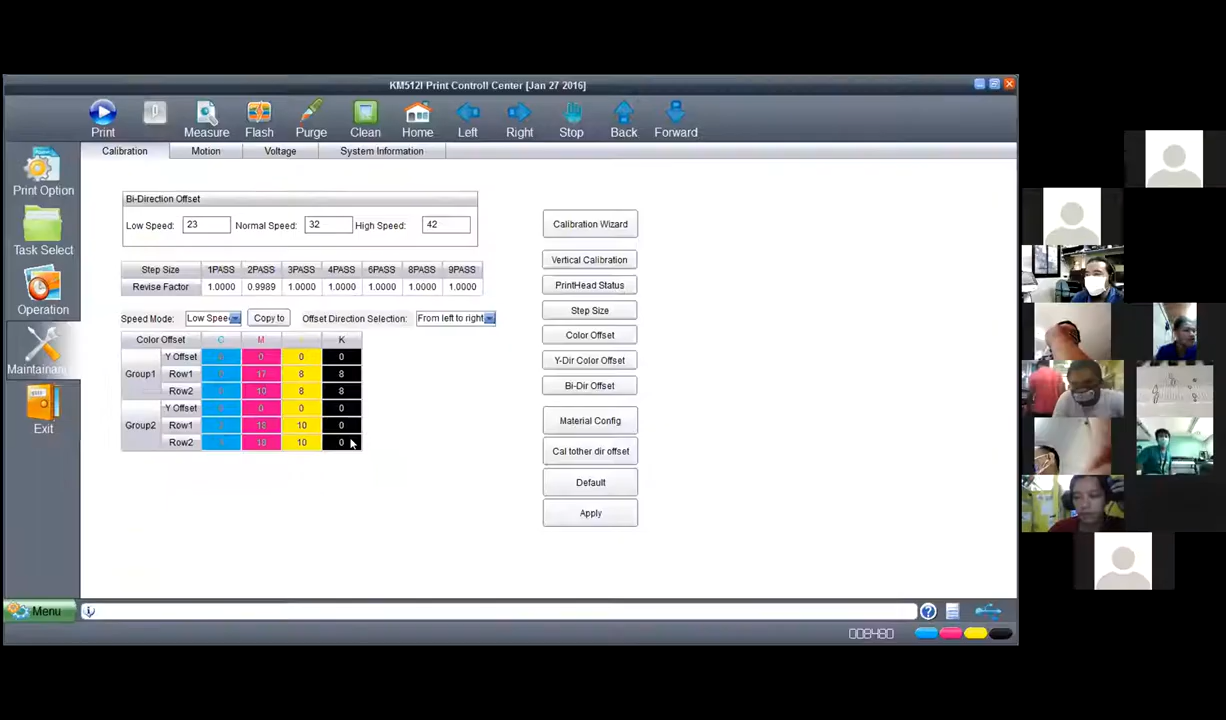 KM512I Print Controll Center [Jan 27 2016]
Print Measure Flash Purge Clean Home Left Right Stop Back Forward
Calibration Motion Voltage System Information
Print Option
Task Select
Operation
Maintainanc
Exit
Bi-Direction Offset
Low Speed: 23 Normal Speed: 32 High Speed: 42
Step Size 1PASS 2PASS 3PASS 4PASS 6PASS 8PASS 9PASS
Revise Factor 1.0000 0.9989 1.0000 1.0000 1.0000 1.0000 1.0000
Speed Mode: Low Spee Copy to Offset Direction Selection: From left to right
Color Offset C M K
Group1
Y Offset 0 0 0
Row1 17 8 8
Row2 10 8 8
Group2
Y Offset 0 0 0
Row1 18 10 0
Row2 18 10 0
Calibration Wizard
Vertical Calibration
PrintHead Status
Step Size
Color Offset
Y-Dir Color Offset
Bi-Dir Offset
Material Config
Cal tother dir offset
Default
Apply
Menu
008480